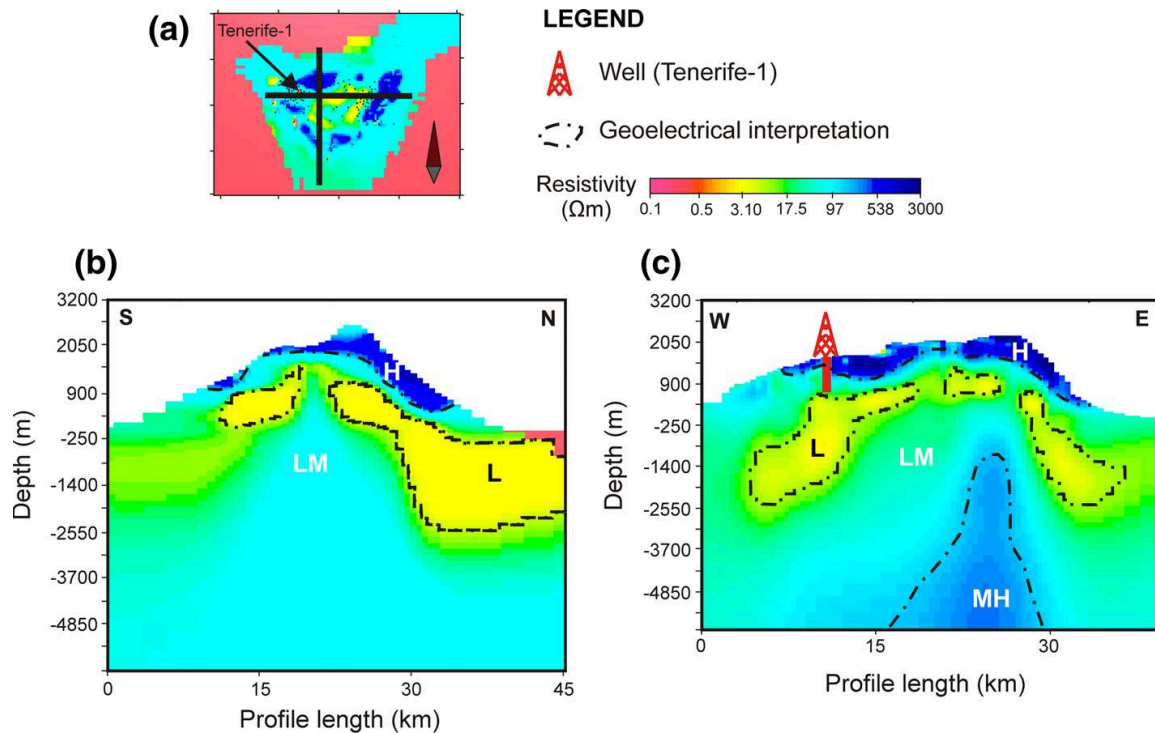 (a)
Tenerife-1
LEGEND
Well (Tenerife-1)
Geoelectrical interpretation
Resistivity
(Ωm)
0.1 0.5 3.10 17.5 97 538 3000
(b)
S N
3200
2050
900
-250
-1400
-2550
-3700
-4850
Depth (m)
H
LM
L
0 15 30 45
Profile length (km)
(c)
W E
3200
2050
900
-250
-1400
-2550
-3700
-4850
Depth (m)
H
L
LM
MH
0 15 30
Profile length (km)